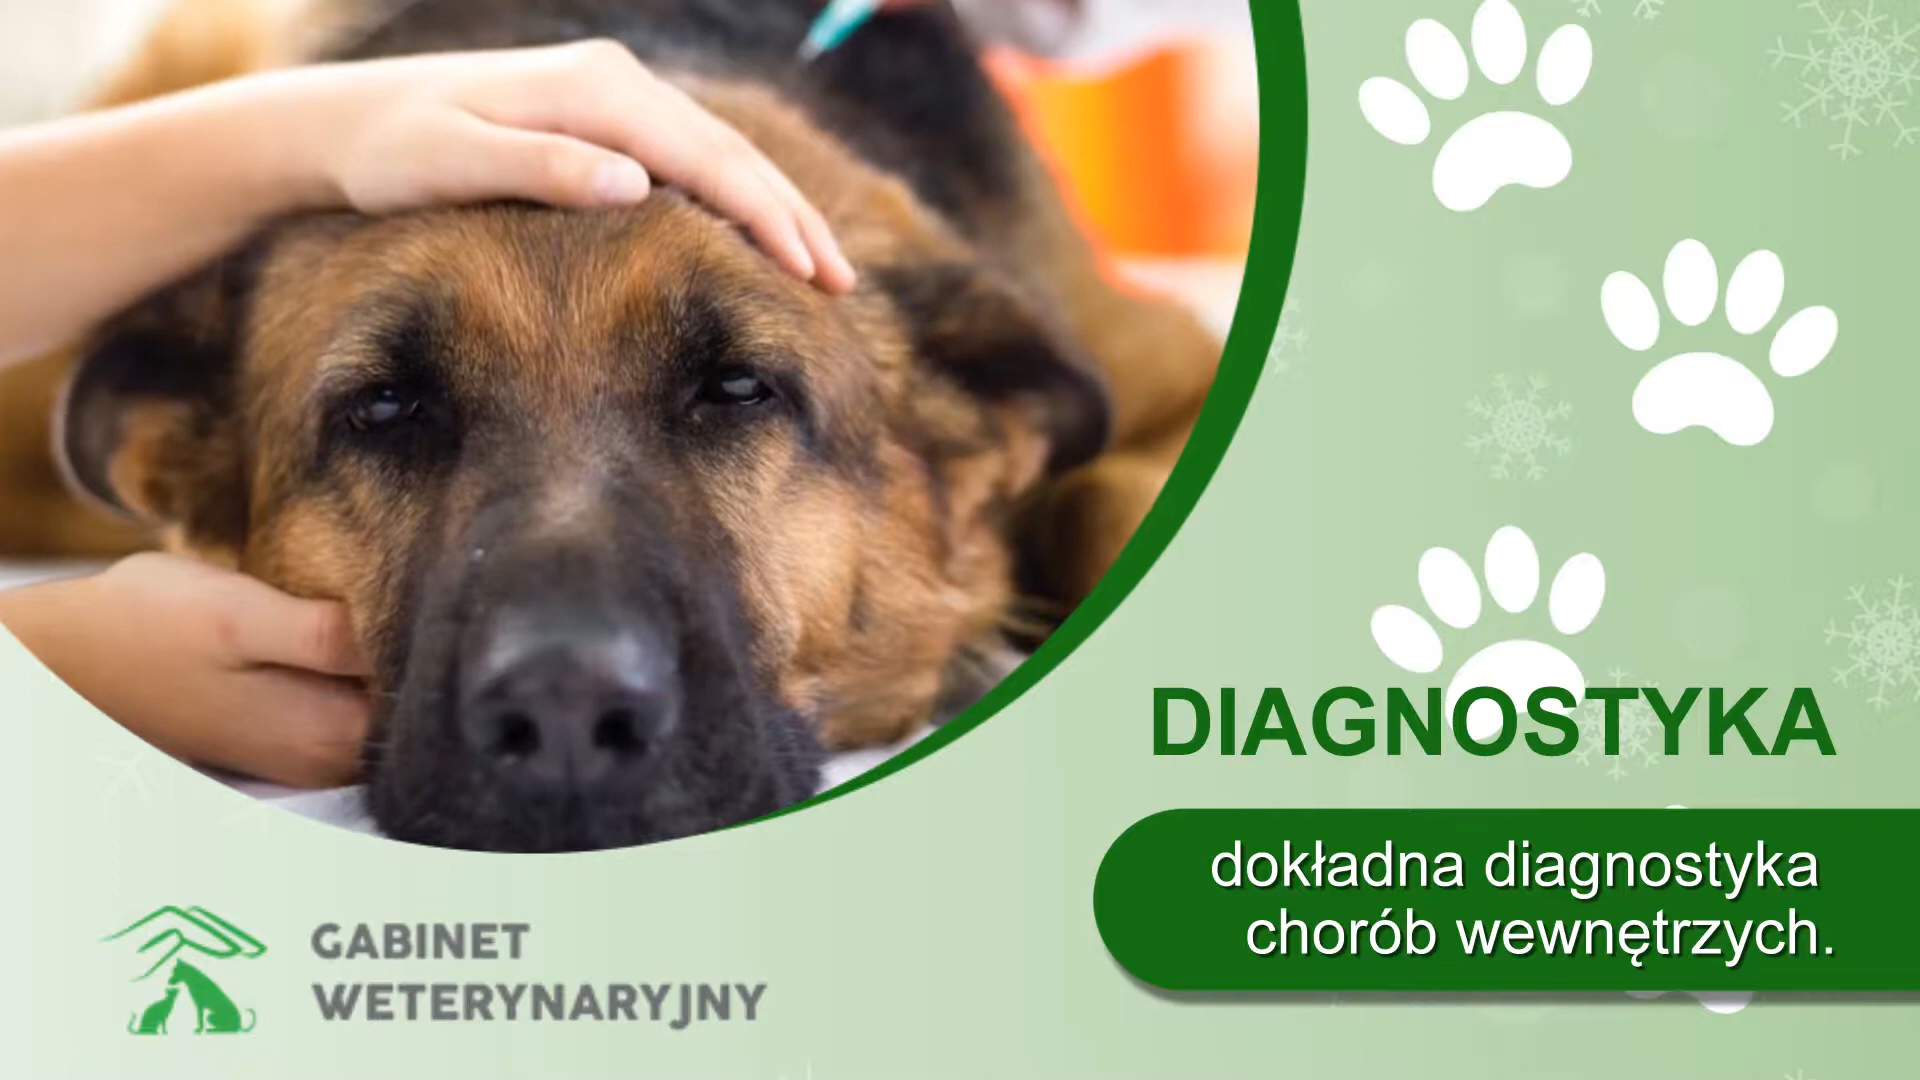 DIAGNOSTYKA
dokładna diagnostyka
chorób wewnętrzych.
GABINET
WETERYNARYJNY